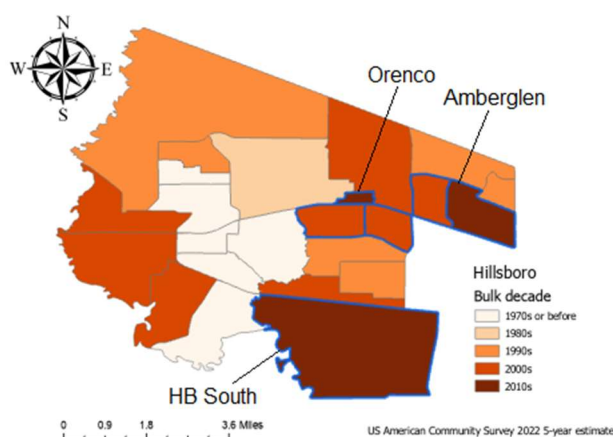 N
W E
S
Orenco
Amberglen
HB South
Hillsboro
Bulk decade
1970s or before
1980s
1990s
2000s
2010s
0 0.9 1.8 3.6 Miles
US American Community Survey 2022 5-year estimate